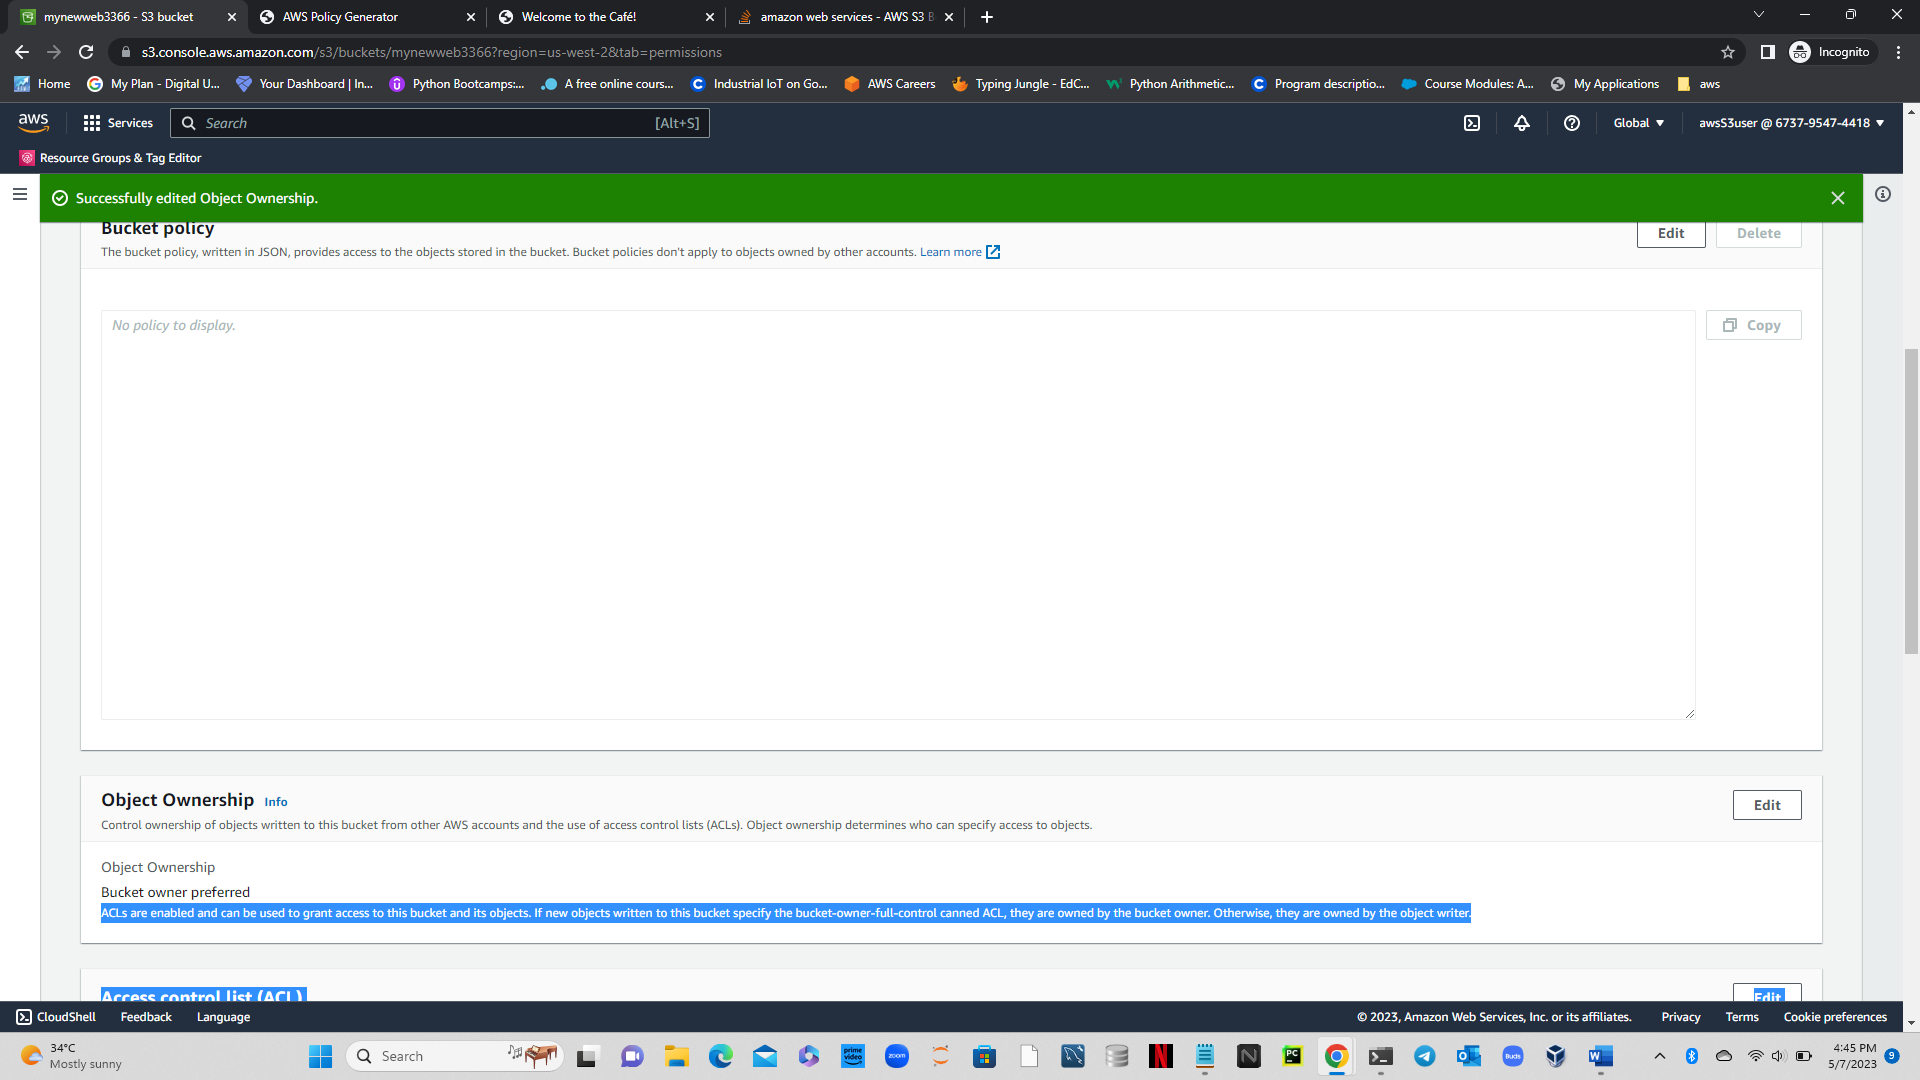 mynewweb3366 - S3 bucket
AWS Policy Generator
Welcome to the Café!
amazon web services - AWS S3 B
s3.console.aws.amazon.com/s3/buckets/mynewweb3366?region=us-west-2&tab=permissions
Incognito
Home
My Plan - Digital U...
Your Dashboard | In...
Python Bootcamps:...
A free online cours...
Industrial IoT on Go...
AWS Careers
Typing Jungle - EdC...
Python Arithmetic...
Program descriptio...
Course Modules: A...
My Applications
aws
aws
Services
Search
[Alt+S]
Global
awsS3user @ 6737-9547-4418
Resource Groups & Tag Editor
Successfully edited Object Ownership.
Bucket policy
Edit
Delete
The bucket policy, written in JSON, provides access to the objects stored in the bucket. Bucket policies don't apply to objects owned by other accounts. Learn more
No policy to display.
Copy
Object Ownership Info
Edit
Control ownership of objects written to this bucket from other AWS accounts and the use of access control lists (ACLs). Object ownership determines who can specify access to objects.
Object Ownership
Bucket owner preferred
ACLs are enabled and can be used to grant access to this bucket and its objects. If new objects written to this bucket specify the bucket-owner-full-control canned ACL, they are owned by the bucket owner. Otherwise, they are owned by the object writer.
Access control list (ACL)
Edit
CloudShell
Feedback
Language
© 2023, Amazon Web Services, Inc. or its affiliates.
Privacy
Terms
Cookie preferences
34°C
Mostly sunny
Search
prime video
zoom
N
N
PC
Buds
W
4:45 PM
5/7/2023
9